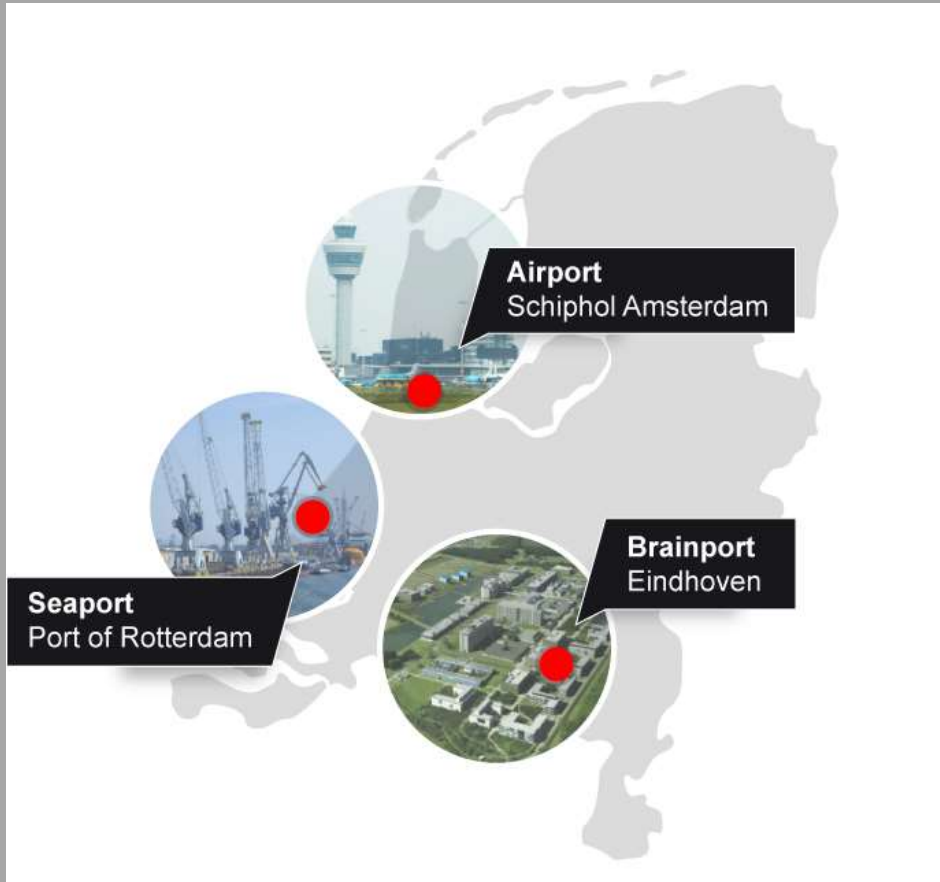 Airport
Schiphol Amsterdam
Brainport
Eindhoven
Seaport
Port of Rotterdam